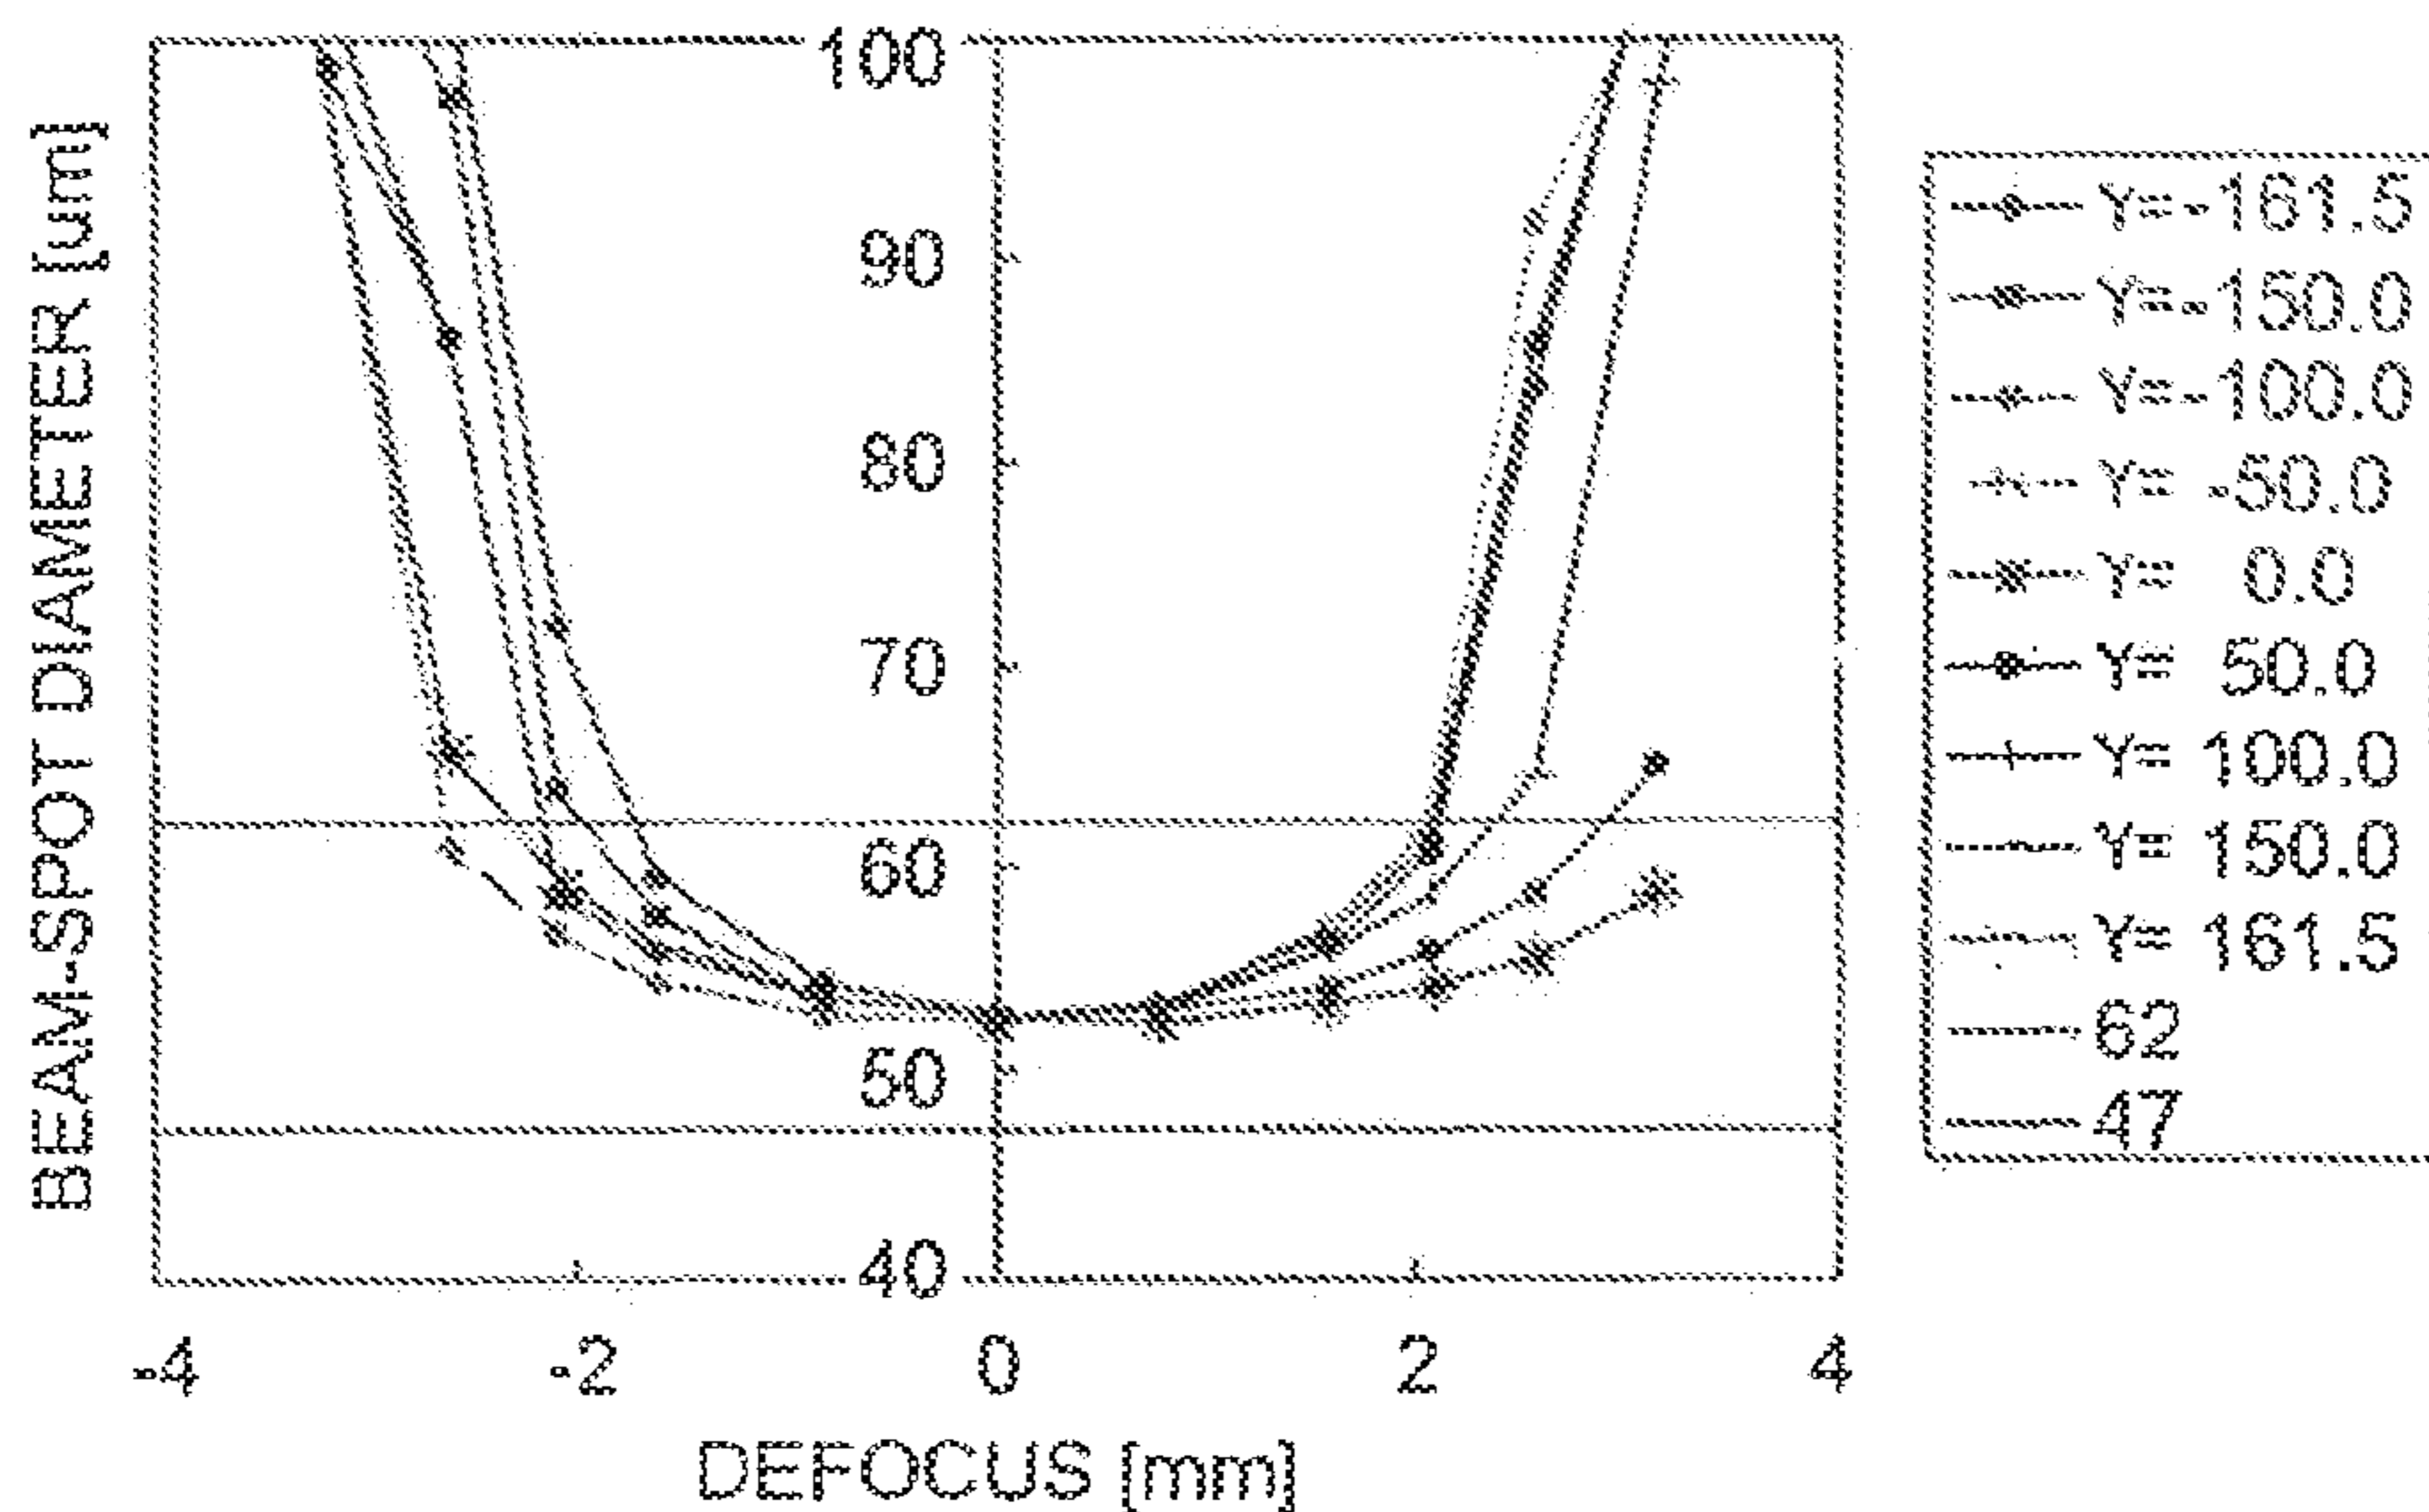 BEAM-SPOT DIAMETER [um]
100
90
80
70
60
50
40
-4 -2 0 2 4
DEFOCUS [mm]
Y=-161.5
Y=-150.0
Y=-100.0
Y= -50.0
Y= 0.0
Y= 50.0
Y= 100.0
Y= 150.0
Y= 161.5
62
47